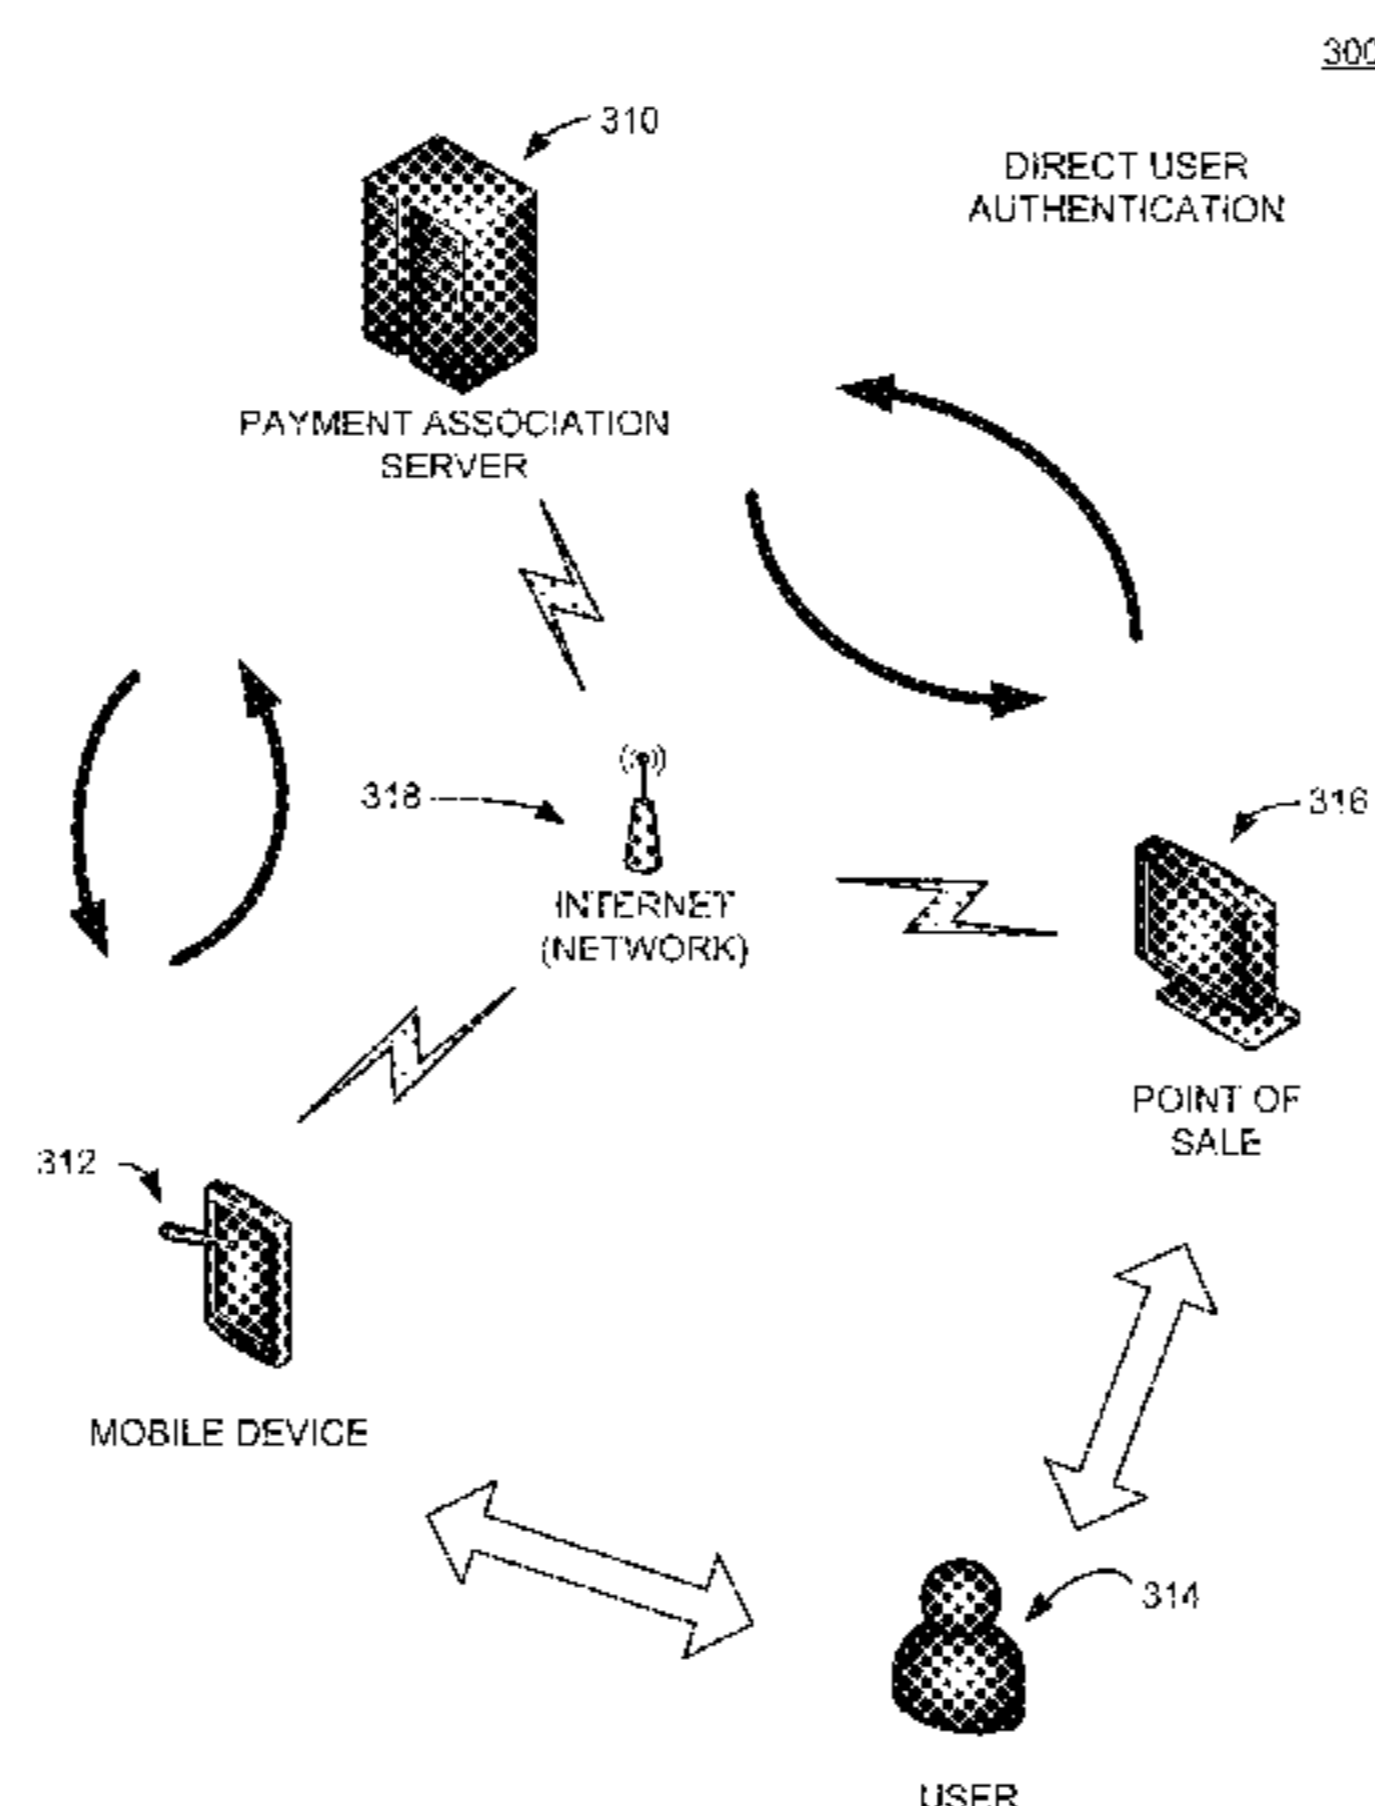 300
310
DIRECT USER
AUTHENTICATION
PAYMENT ASSOCIATION
SERVER
318
316
INTERNET
(NETWORK)
POINT OF
SALE
312
MOBILE DEVICE
314
USER